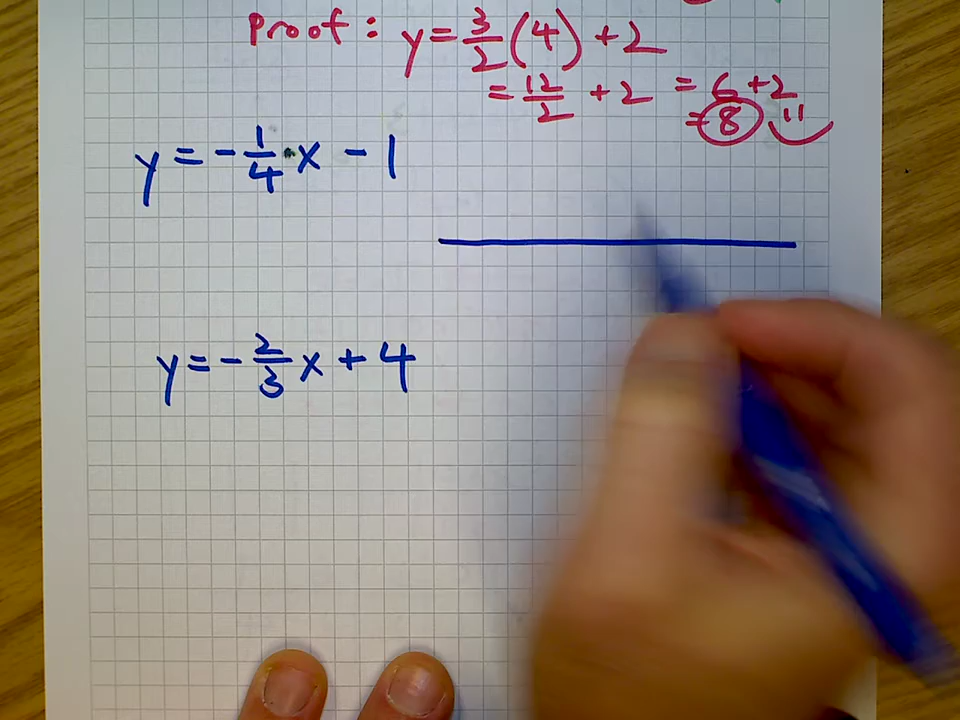 Proof: y = 3/2 (4) + 2
= 12/2 + 2 = 6 + 2
= 8
y = - 1/4 · x - 1
y = - 2/3 x + 4